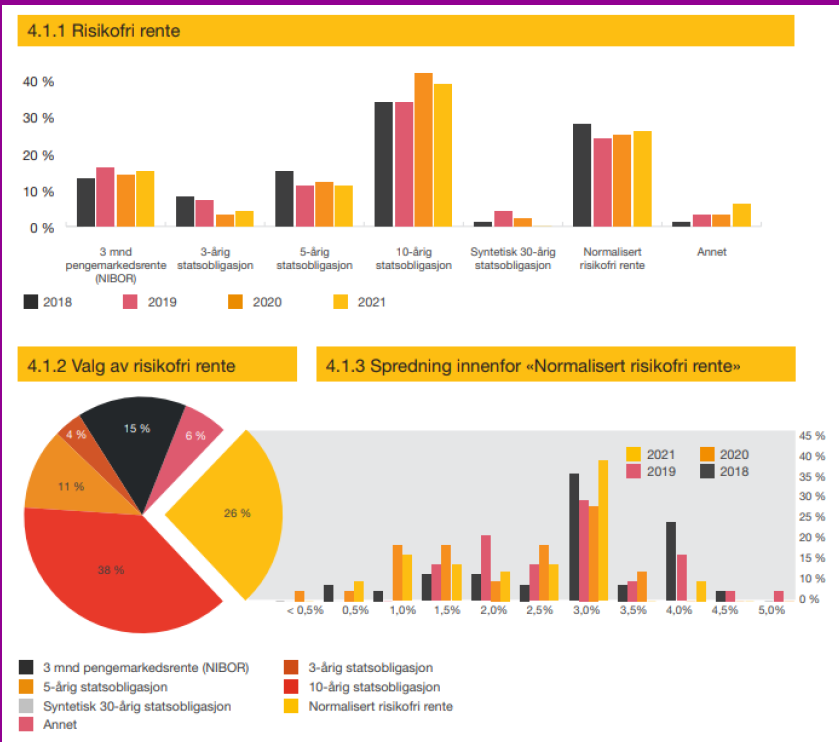 4.1.1 Risikofri rente
40 %
30 %
20 %
10 %
0 %
3 mnd
pengemarkedsrente
(NIBOR)
3-årig
statsobligasjon
5-årig
statsobligasjon
10-årig
statsobligasjon
Syntetisk 30-årig
statsobligasjon
Normalisert
risikofri rente
Annet
2018 2019 2020 2021
4.1.2 Valg av risikofri rente
15 %
6 %
4 %
11 %
38 %
26 %
4.1.3 Spredning innenfor «Normalisert risikofri rente»
2021 2020
2019 2018
45 %
40 %
35 %
30 %
25 %
20 %
15 %
10 %
0 %
< 0,5% 0,5% 1,0% 1,5% 2,0% 2,5% 3,0% 3,5% 4,0% 4,5% 5,0%
3 mnd pengemarkedsrente (NIBOR)
5-årig statsobligasjon
Syntetisk 30-årig statsobligasjon
Annet
3-årig statsobligasjon
10-årig statsobligasjon
Normalisert risikofri rente